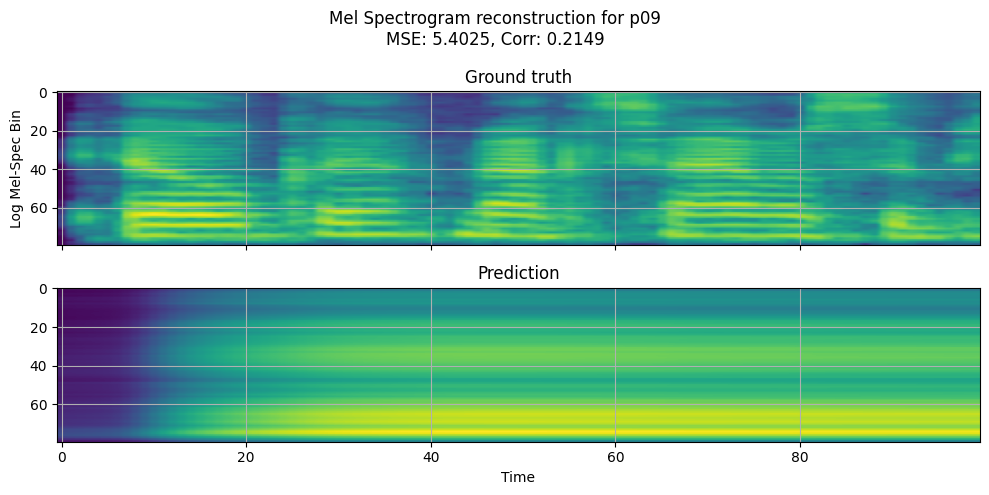 Mel Spectrogram reconstruction for p09
MSE: 5.4025, Corr: 0.2149
Ground truth
0
20
40
60
Log Mel-Spec Bin
Prediction
0
20
40
60
0 20 40 60 80
Time